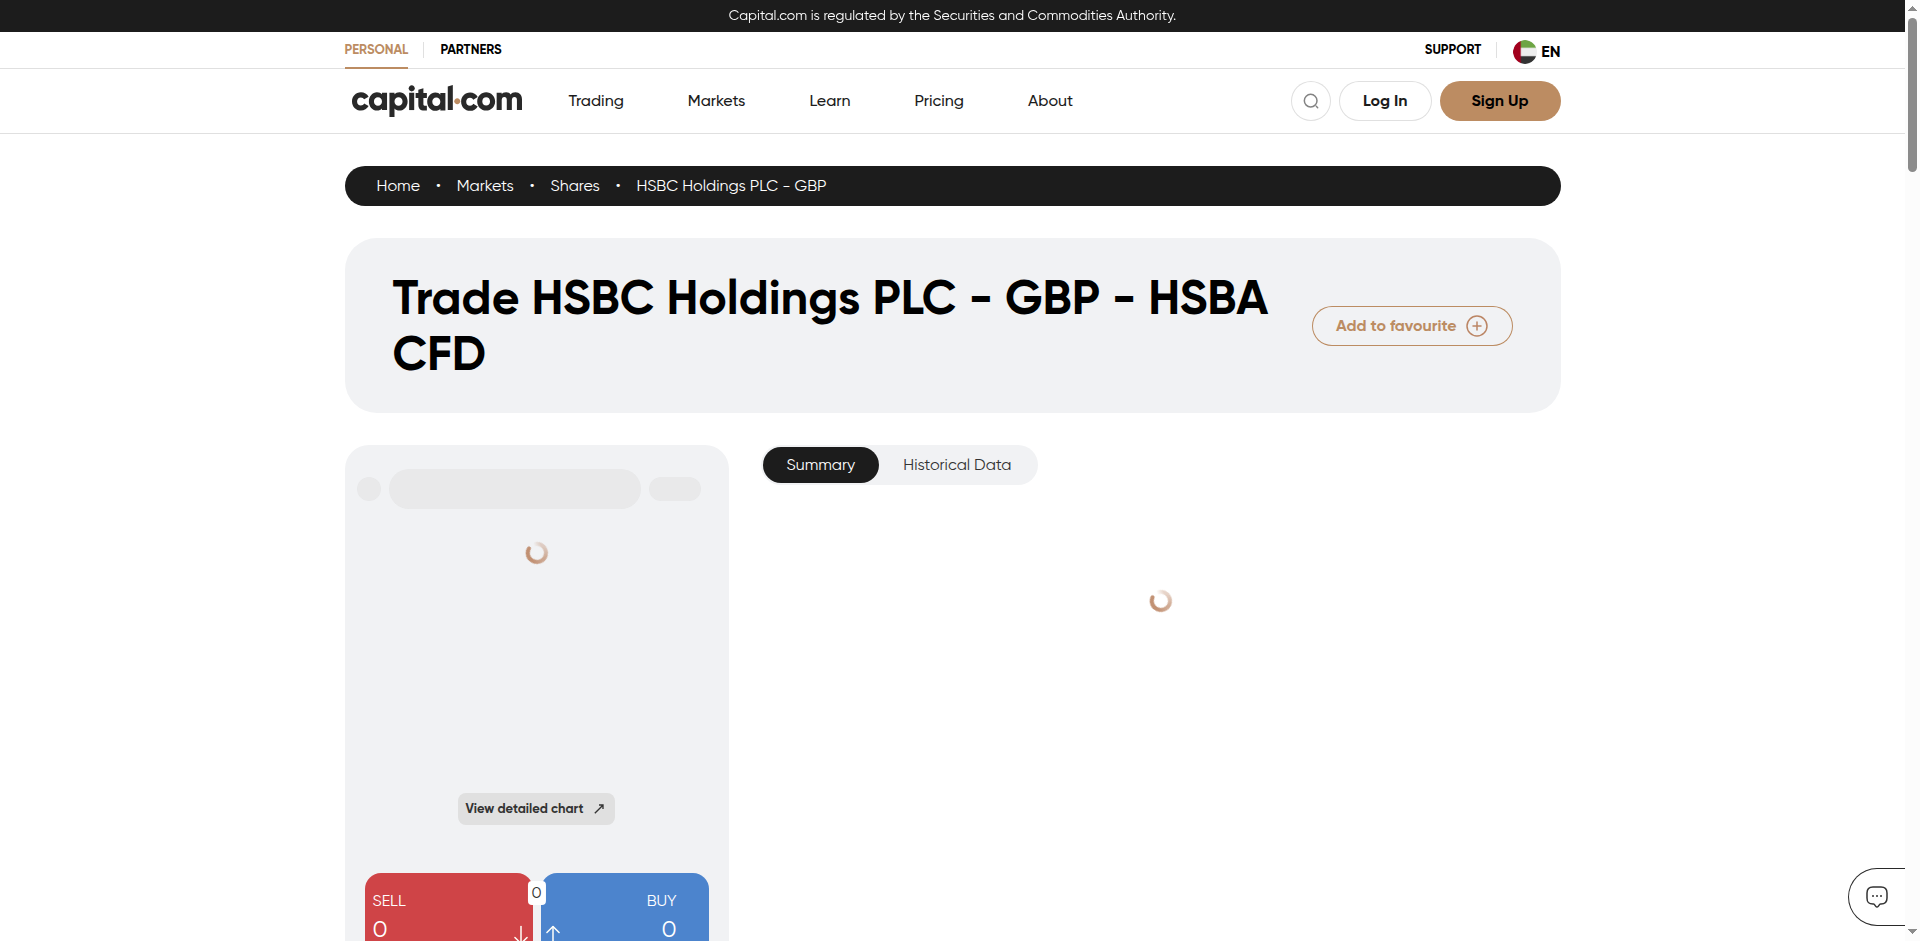 Capital.com is regulated by the Securities and Commodities Authority.
PERSONAL PARTNERS SUPPORT EN
capital.com Trading Markets Learn Pricing About Log In Sign Up
Home • Markets • Shares • HSBC Holdings PLC - GBP
Trade HSBC Holdings PLC - GBP - HSBA
CFD
Add to favourite
Summary Historical Data
View detailed chart
SELL 0 BUY
0 0